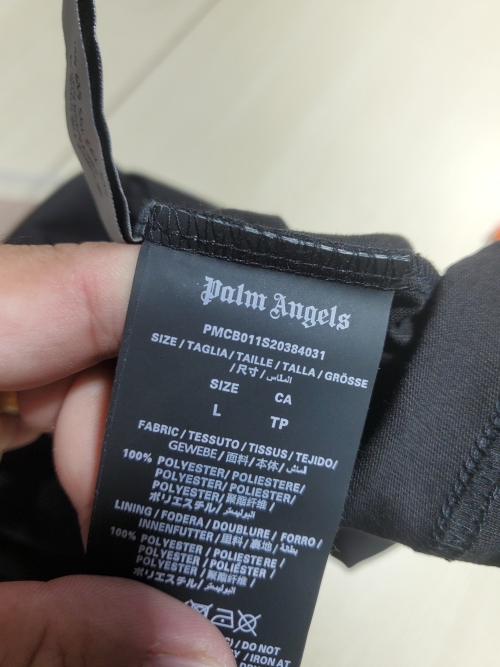 Palm Angels
PMCB011S20384031
SIZE / TAGLIA / TAILLE / TALLA / GRÖSSE
/ 尺寸 / المقاس /
SIZE CA
L TP
FABRIC / TESSUTO / TISSUS / TEJIDO/
GEWEBE / 面料 / 本体 /
100% POLYESTER / POLIESTERE/
POLYESTER / POLIESTER/
POLYESTER / 聚酯纤维 /
ポリエステル / البوليستر
LINING / FODERA / DOUBLURE / FORRO /
INNENFUTTER / 里料 / 裏地 / بطانة /
100% POLYESTER / POLIESTERE /
POLYESTER / POLIESTER /
POLYESTER / 聚酯纤维 /
ポリエステル / البوليستر
DO NOT
/ IRON AT